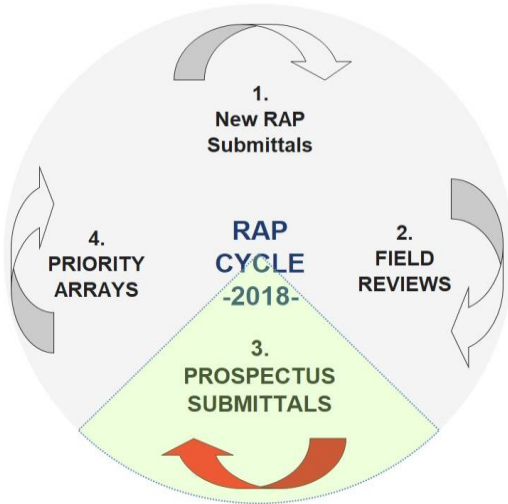 1.
New RAP
Submittals
RAP
CYCLE
-2018-
2.
FIELD
REVIEWS
3.
PROSPECTUS
SUBMITTALS
4.
PRIORITY
ARRAYS